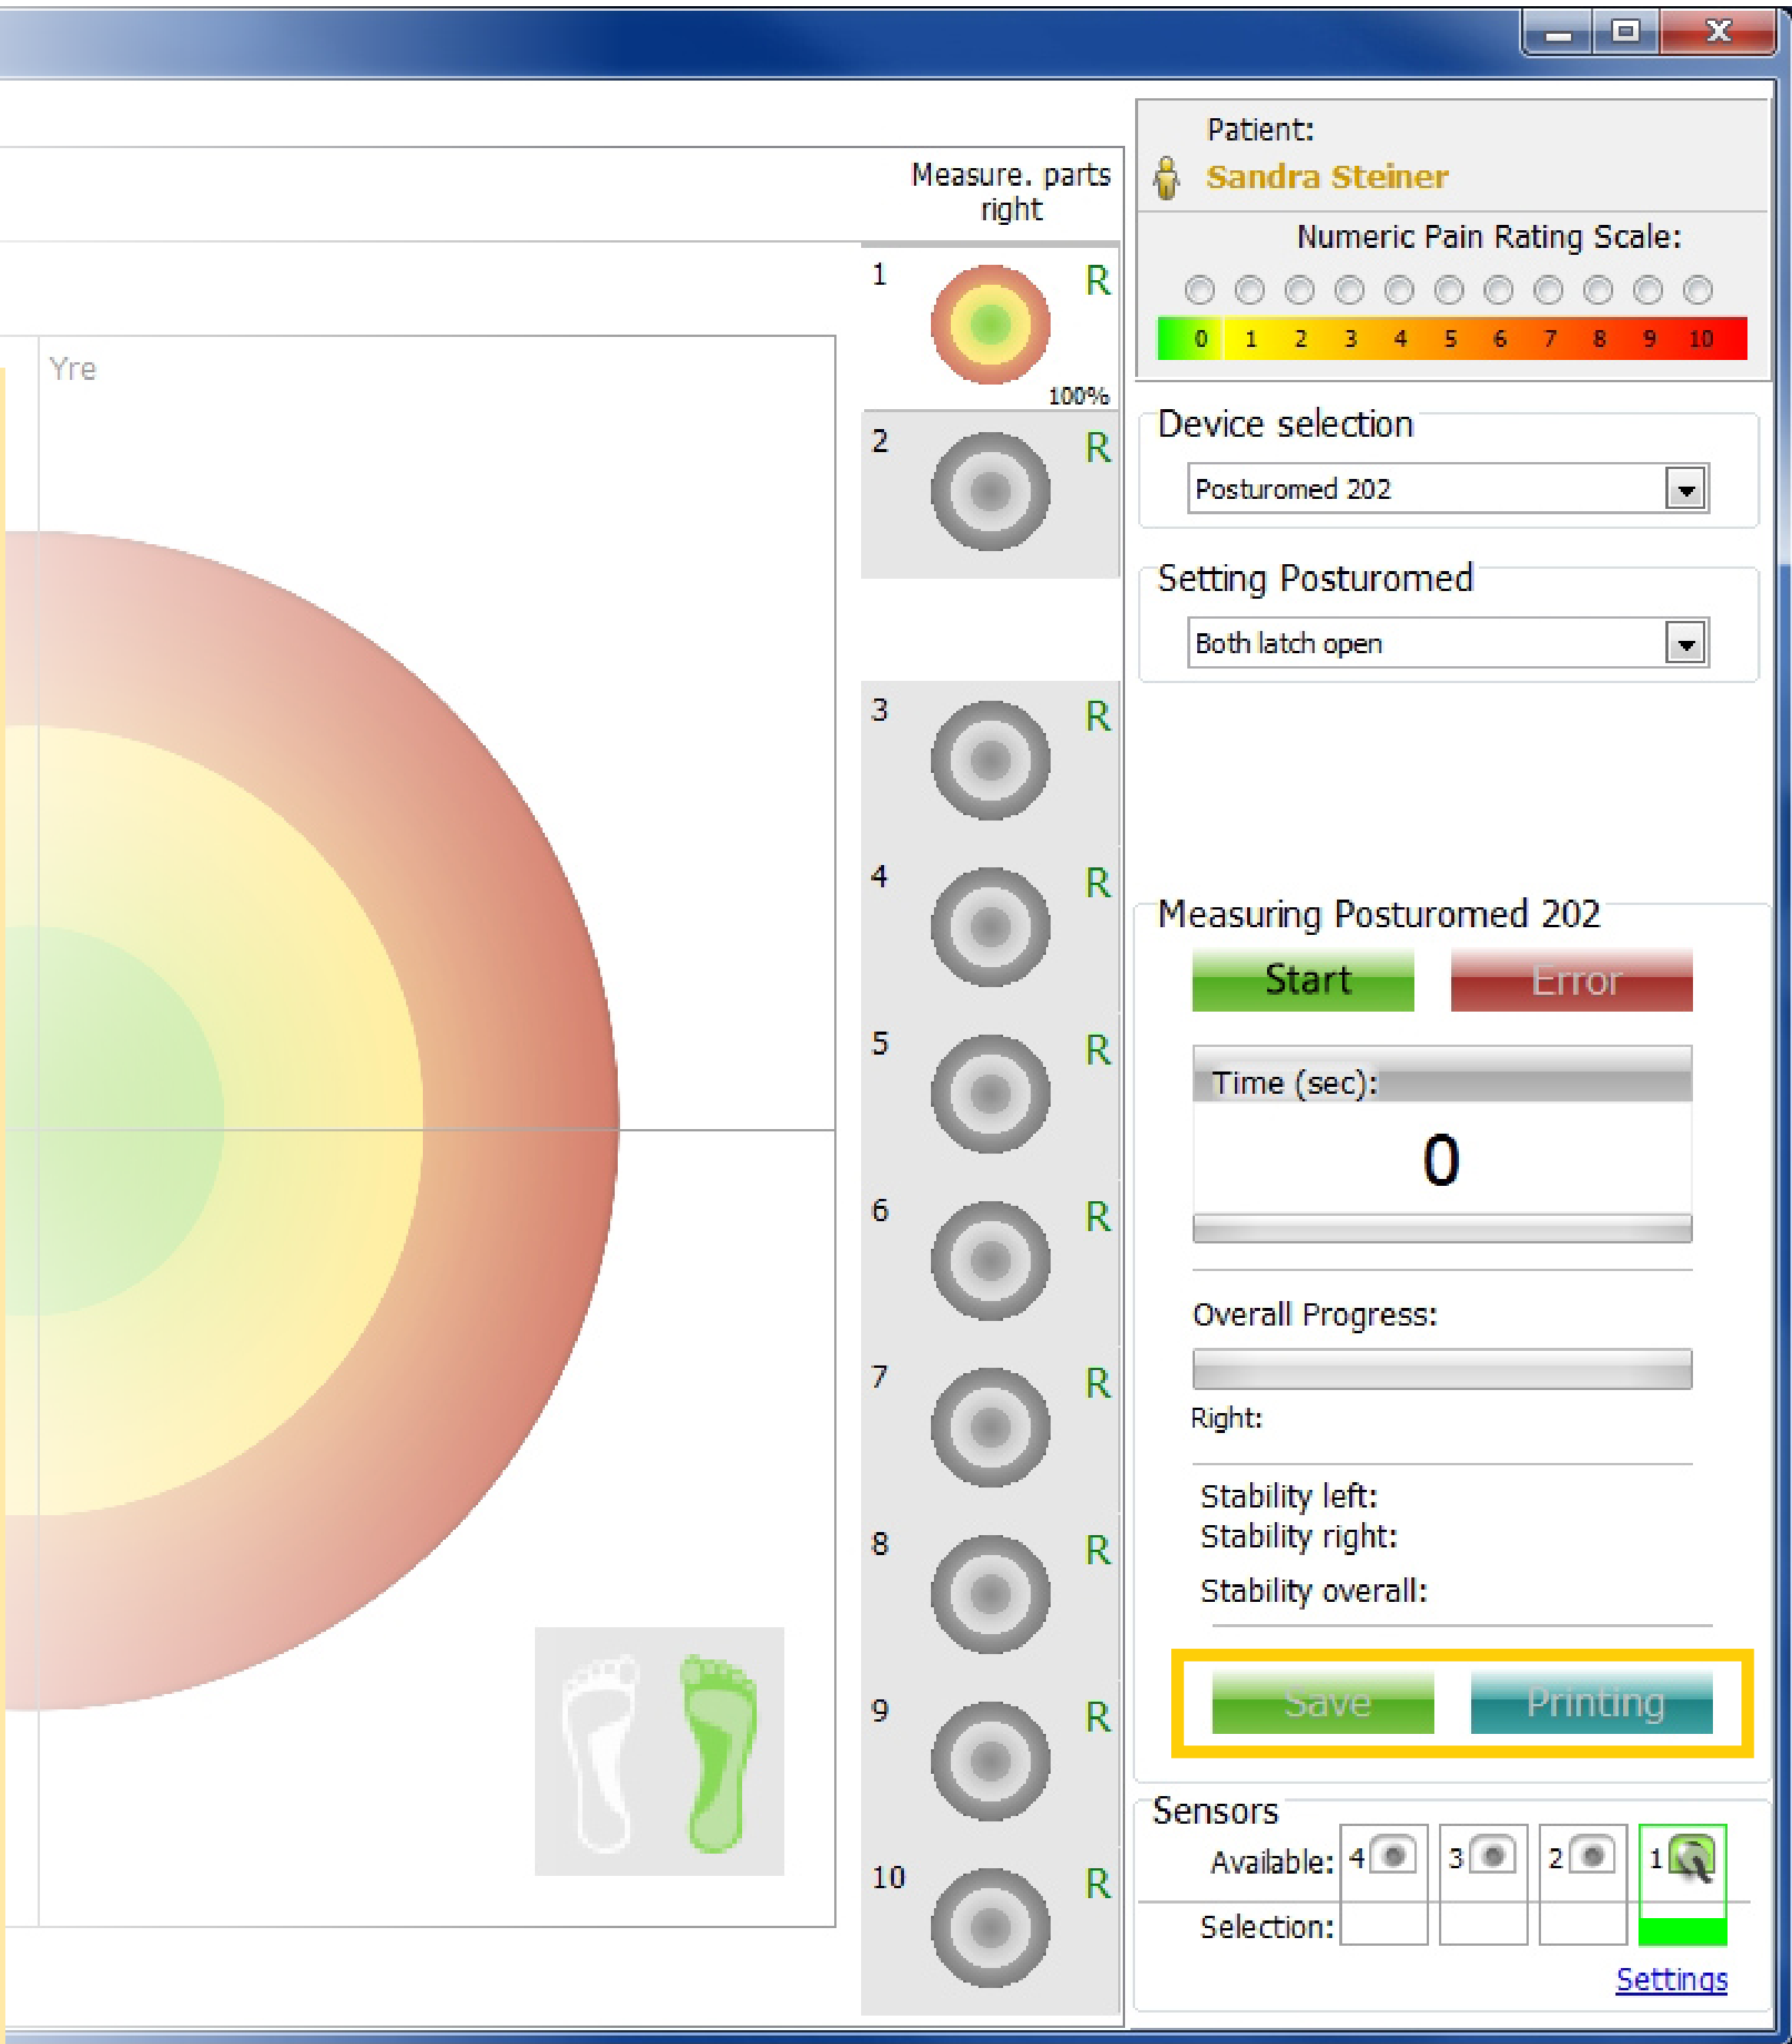 Measure. parts
right
1 R
100%
2 R
3 R
4 R
5 R
6 R
7 R
8 R
9 R
10 R
Yre
Patient:
Sandra Steiner
Numeric Pain Rating Scale:
0 1 2 3 4 5 6 7 8 9 10
Device selection
Posturomed 202
Setting Posturomed
Both latch open
Measuring Posturomed 202
Start Error
Time (sec):
0
Overall Progress:
Right:
Stability left:
Stability right:
Stability overall:
Save Printing
Sensors
Available: 4 3 2 1
Selection:
Settings